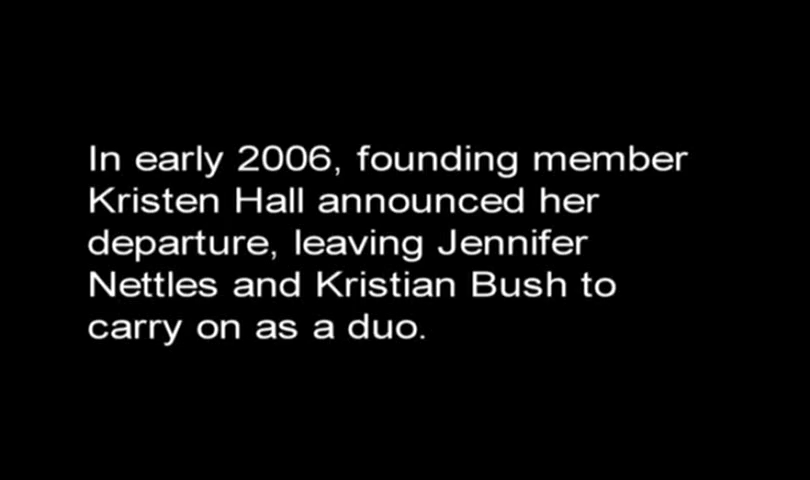 In early 2006, founding member
Kristen Hall announced her
departure, leaving Jennifer
Nettles and Kristian Bush to
carry on as a duo.